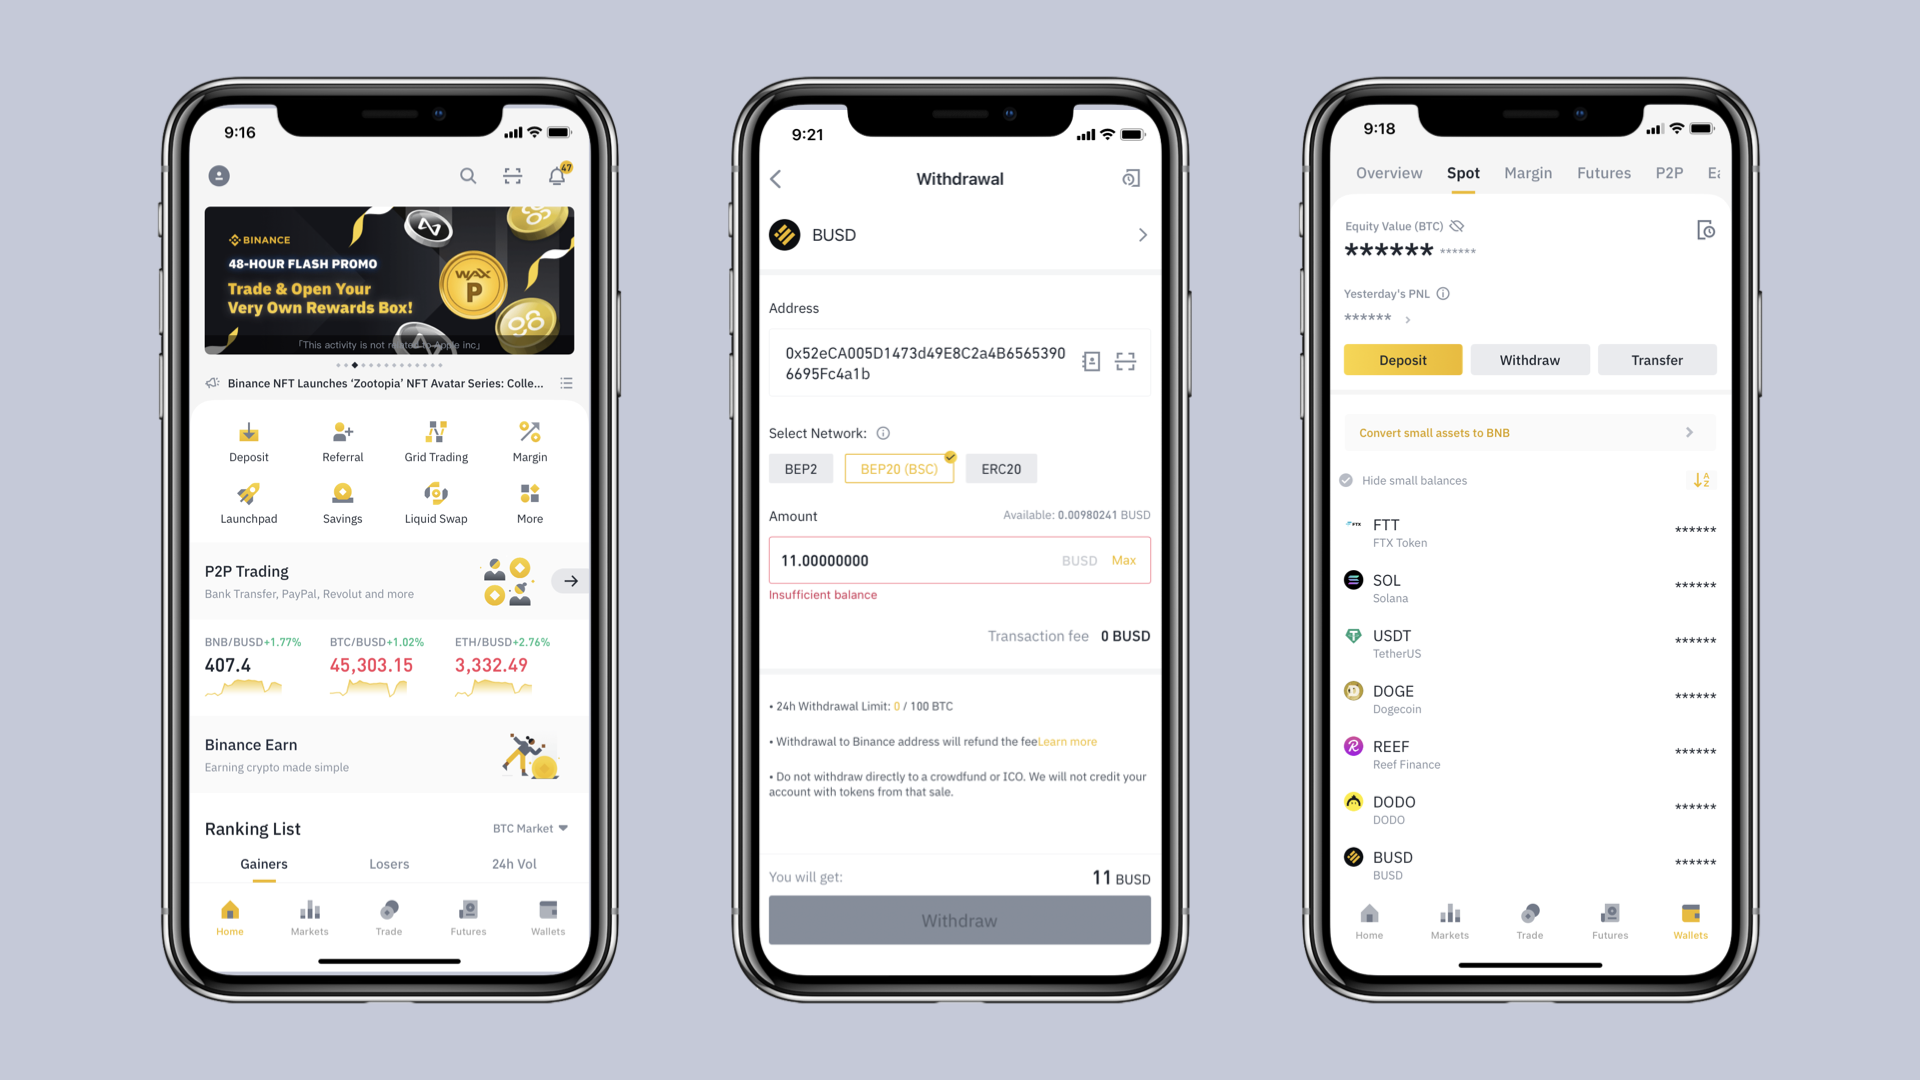 9:16
47
BINANCE
48-HOUR FLASH PROMO
Trade & Open Your
Very Own Rewards Box!
WAX
P
「This activity is not related to Apple inc」
Binance NFT Launches ‘Zootopia’ NFT Avatar Series: Colle...
Deposit
Referral
Grid Trading
Margin
Launchpad
Savings
Liquid Swap
More
P2P Trading
Bank Transfer, PayPal, Revolut and more
BNB/BUSD+1.77%
BTC/BUSD+1.02%
ETH/BUSD+2.76%
407.4
45,303.15
3,332.49
Binance Earn
Earning crypto made simple
Ranking List
BTC Market
Gainers
Losers
24h Vol
Home
Markets
Trade
Futures
Wallets
9:21
Withdrawal
BUSD
Address
0x52eCA005D1473d49E8C2a4B6565390
6695Fc4a1b
Select Network:
BEP2
BEP20 (BSC)
ERC20
Amount
Available: 0.00980241 BUSD
11.00000000
BUSD
Max
Insufficient balance
Transaction fee 0 BUSD
• 24h Withdrawal Limit: 0 / 100 BTC
• Withdrawal to Binance address will refund the feeLearn more
• Do not withdraw directly to a crowdfund or ICO. We will not credit your
account with tokens from that sale.
You will get:
11 BUSD
Withdraw
9:18
Overview
Spot
Margin
Futures
P2P
Ea
Equity Value (BTC)
****** ******
Yesterday's PNL
******
Deposit
Withdraw
Transfer
Convert small assets to BNB
Hide small balances
FTX
FTT
FTX Token
******
SOL
Solana
******
USDT
TetherUS
******
DOGE
Dogecoin
******
REEF
Reef Finance
******
DODO
DODO
******
BUSD
BUSD
******
Home
Markets
Trade
Futures
Wallets